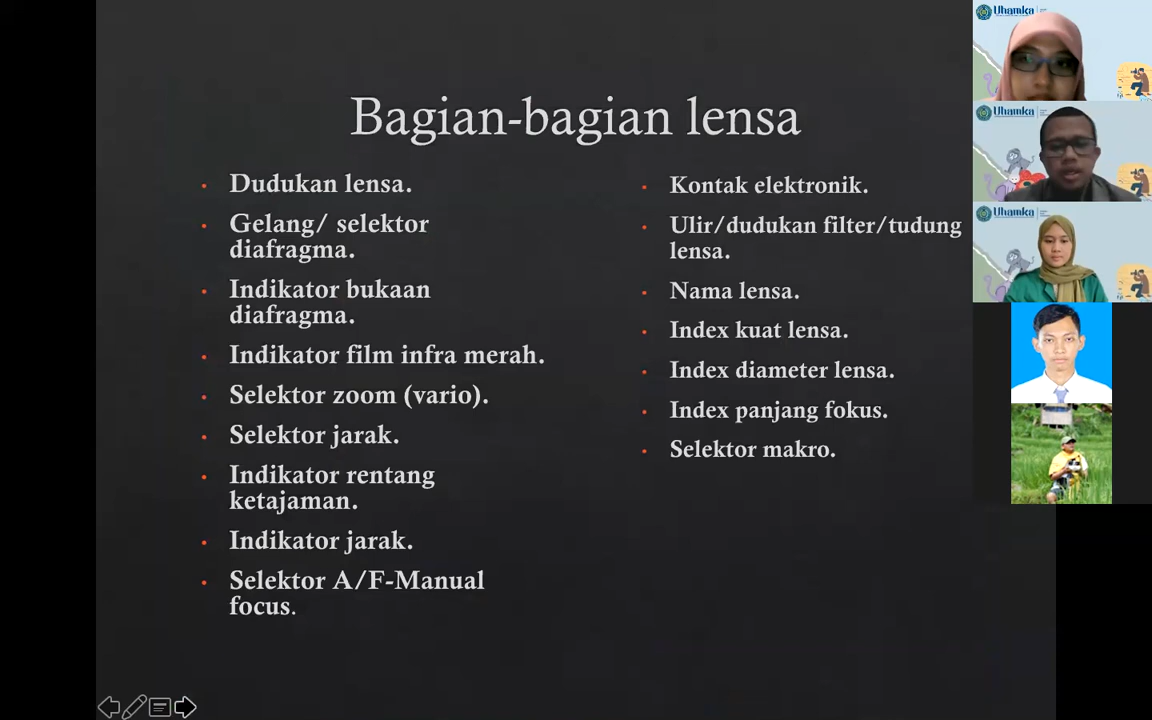 Bagian-bagian lensa
Dudukan lensa.
Gelang/ selektor
diafragma.
Indikator bukaan
diafragma.
Indikator film infra merah.
Selektor zoom (vario).
Selektor jarak.
Indikator rentang
ketajaman.
Indikator jarak.
Selektor A/F-Manual
focus.
Kontak elektronik.
Ulir/dudukan filter/tudung
lensa.
Nama lensa.
Index kuat lensa.
Index diameter lensa.
Index panjang fokus.
Selektor makro.
Uhamka
Uhamka
Uhamka